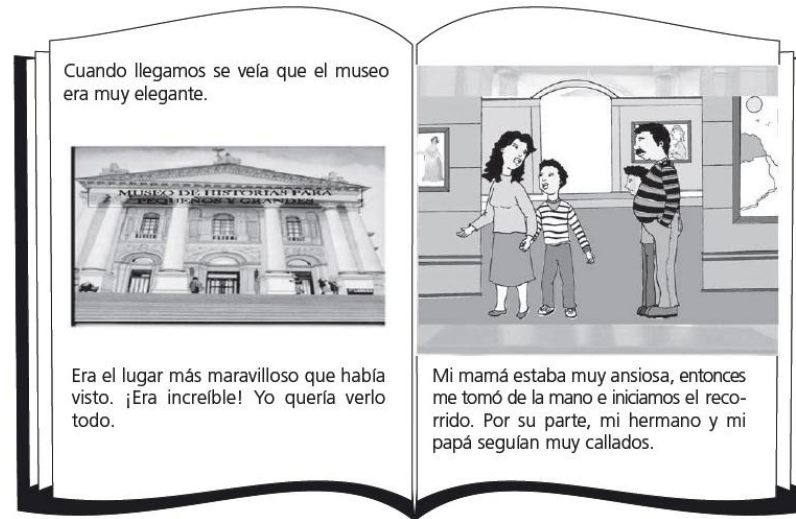 Cuando llegamos se veía que el museo
era muy elegante.
MUSEO DE HISTORIAS PARA
PEQUEÑOS Y GRANDES
Era el lugar más maravilloso que había
visto. ¡Era increíble! Yo quería verlo
todo.
Mi mamá estaba muy ansiosa, entonces
me tomó de la mano e iniciamos el reco-
rrido. Por su parte, mi hermano y mi
papá seguían muy callados.